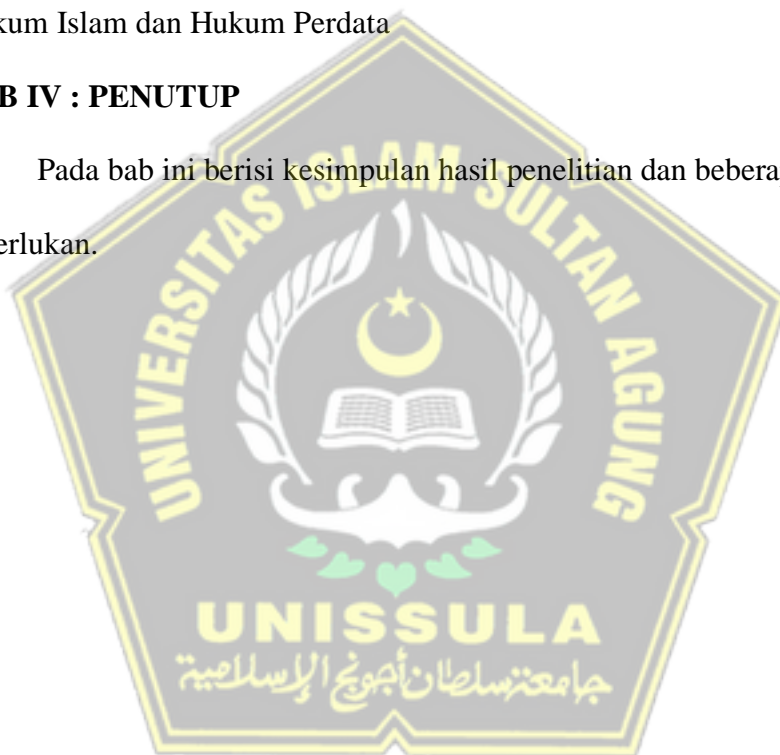 kum Islam dan Hukum Perdata
B IV : PENUTUP
Pada bab ini berisi kesimpulan hasil penelitian dan bebera
erlukan.
UNIVERSITAS ISLAM SULTAN AGUNG
UNISSULA
جامعة سلطان أجونج الإسلامية